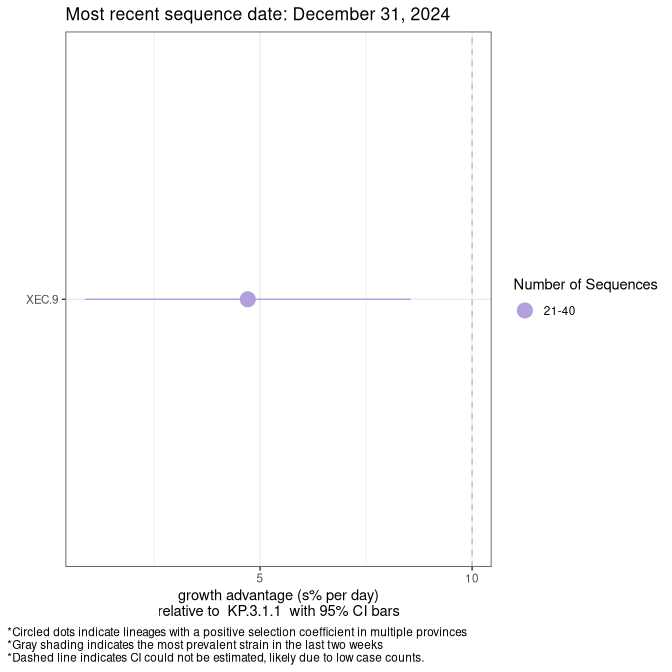 Most recent sequence date: December 31, 2024
XEC.9
Number of Sequences
21-40
5
10
growth advantage (s% per day)
relative to KP.3.1.1 with 95% CI bars
*Circled dots indicate lineages with a positive selection coefficient in multiple provinces
*Gray shading indicates the most prevalent strain in the last two weeks
*Dashed line indicates CI could not be estimated, likely due to low case counts.